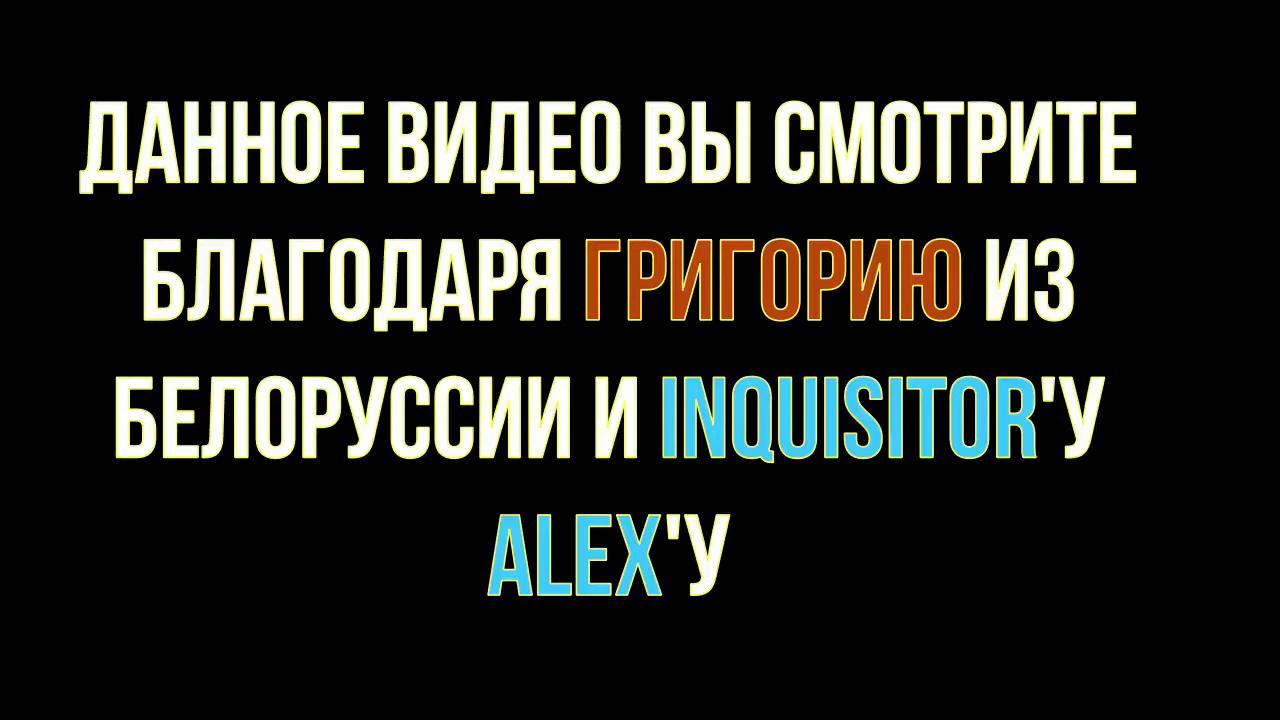 ДАННОЕ ВИДЕО ВЫ СМОТРИТЕ
БЛАГОДАРЯ ГРИГОРИЮ ИЗ
БЕЛОРУССИИ И INQUISITOR'У
ALEX'У